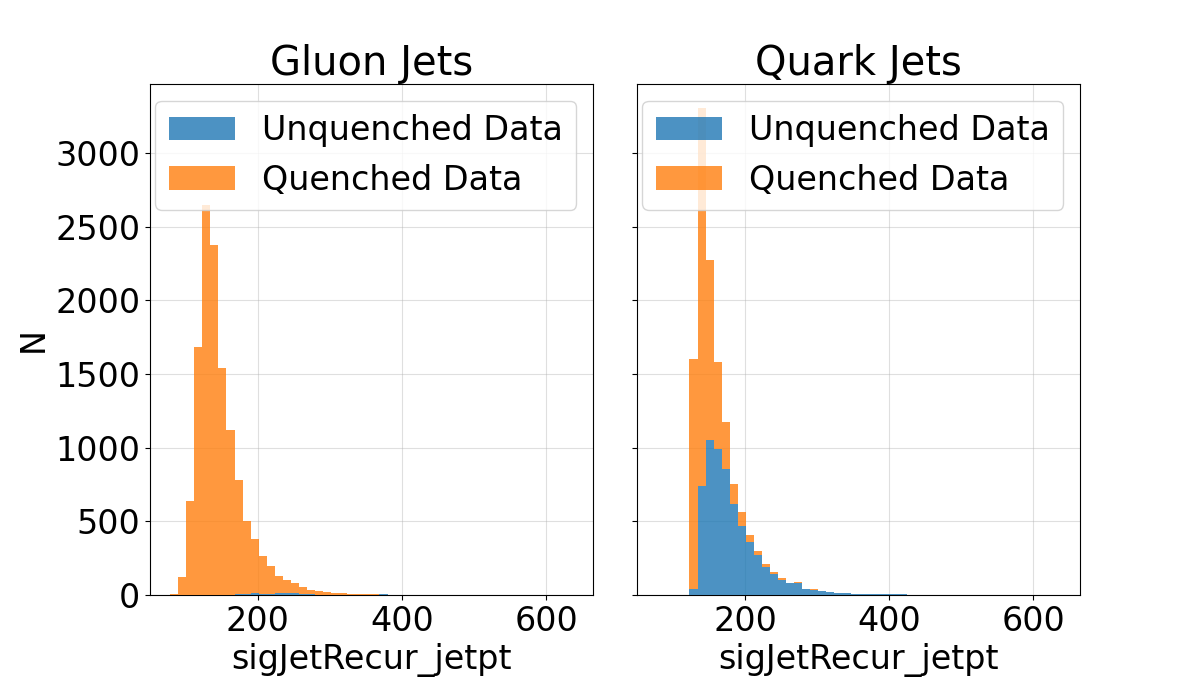 Gluon Jets
Quark Jets
Unquenched Data
Quenched Data
Unquenched Data
Quenched Data
3000
2500
2000
1500
1000
500
0
N
200 400 600
200 400 600
sigJetRecur_jetpt
sigJetRecur_jetpt